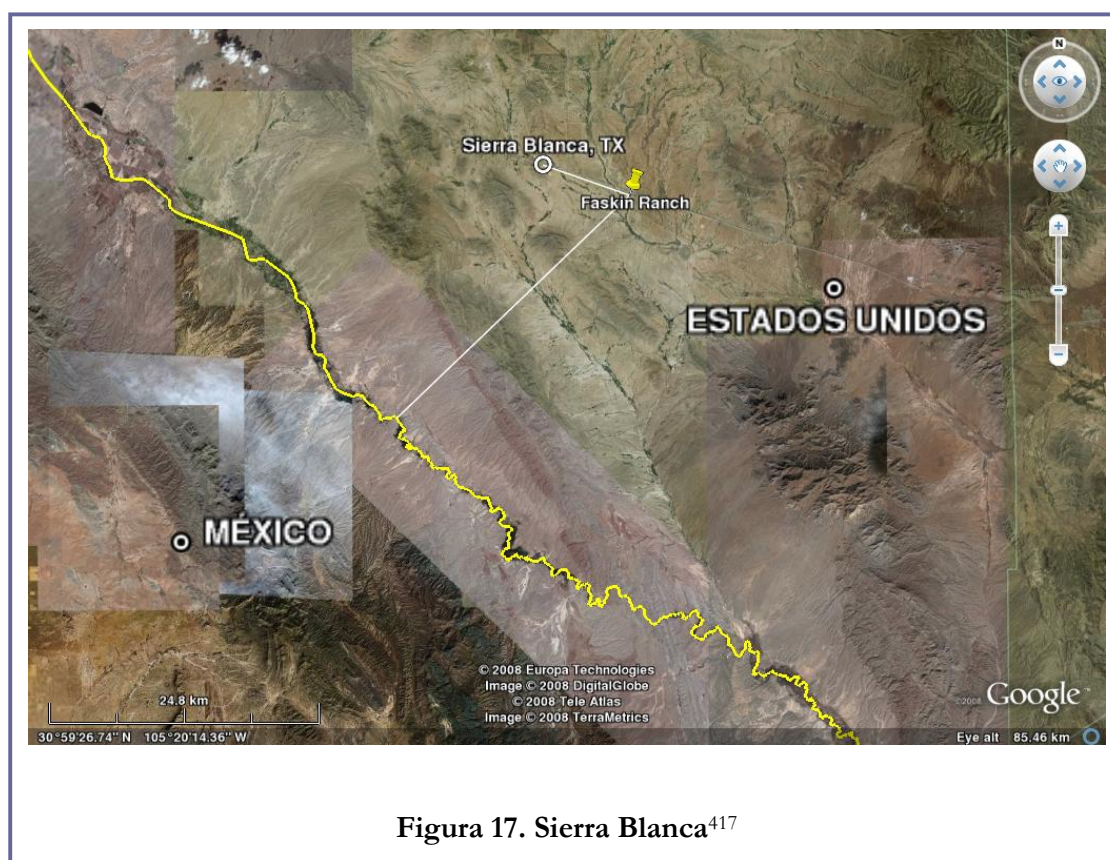 N
Sierra Blanca, TX
Faskin Ranch
ESTADOS UNIDOS
MÉXICO
© 2008 Europa Technologies
Image © 2008 DigitalGlobe
© 2008 Tele Atlas
Image © 2008 TerraMetrics
©2008 Google™
24.8 km
30°59'26.74" N 105°20'14.36" W
Eye alt 85.46 km
Figura 17. Sierra Blanca417